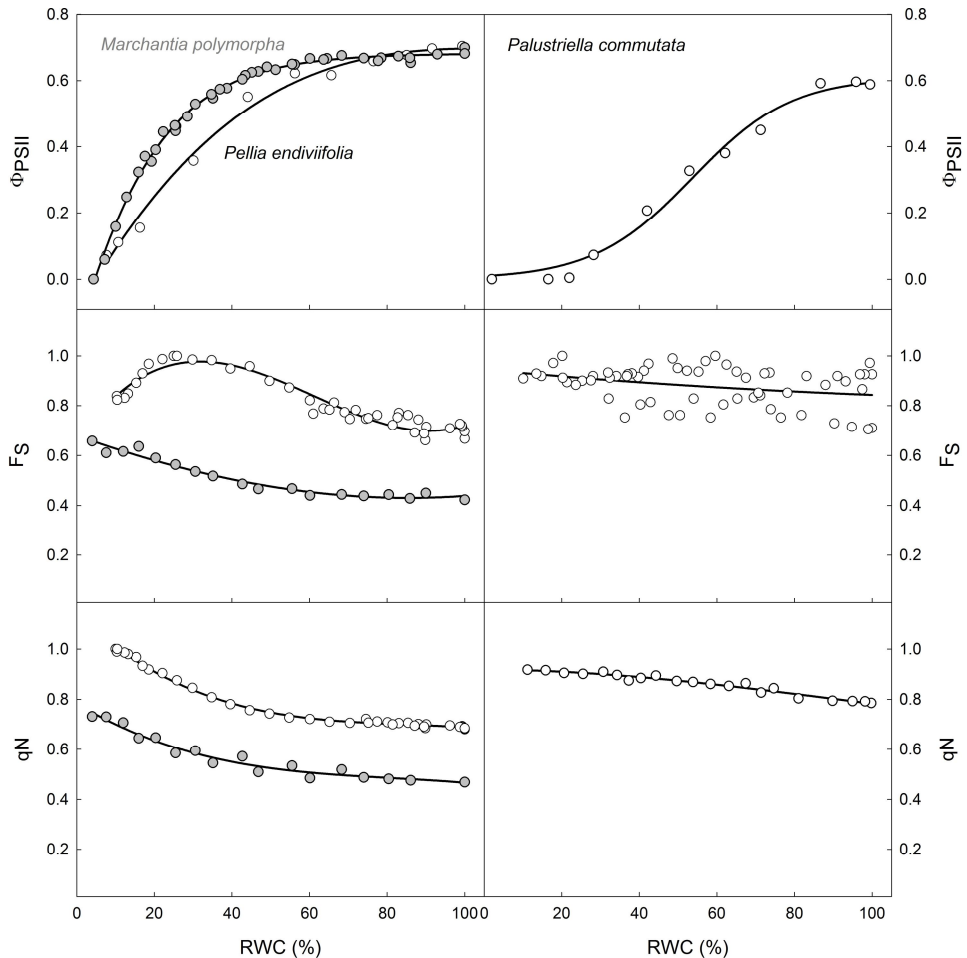 0.8
0.6
0.4
0.2
0.0
ΦPSII
Marchantia polymorpha
Pellia endiviifolia
Palustriella commutata
0.8
0.6
0.4
0.2
0.0
ΦPSII
1.0
0.8
0.6
0.4
0.2
FS
1.0
0.8
0.6
0.4
0.2
FS
1.0
0.8
0.6
0.4
0.2
qN
1.0
0.8
0.6
0.4
0.2
qN
0 20 40 60 80 100 0 20 40 60 80 100
RWC (%) RWC (%)